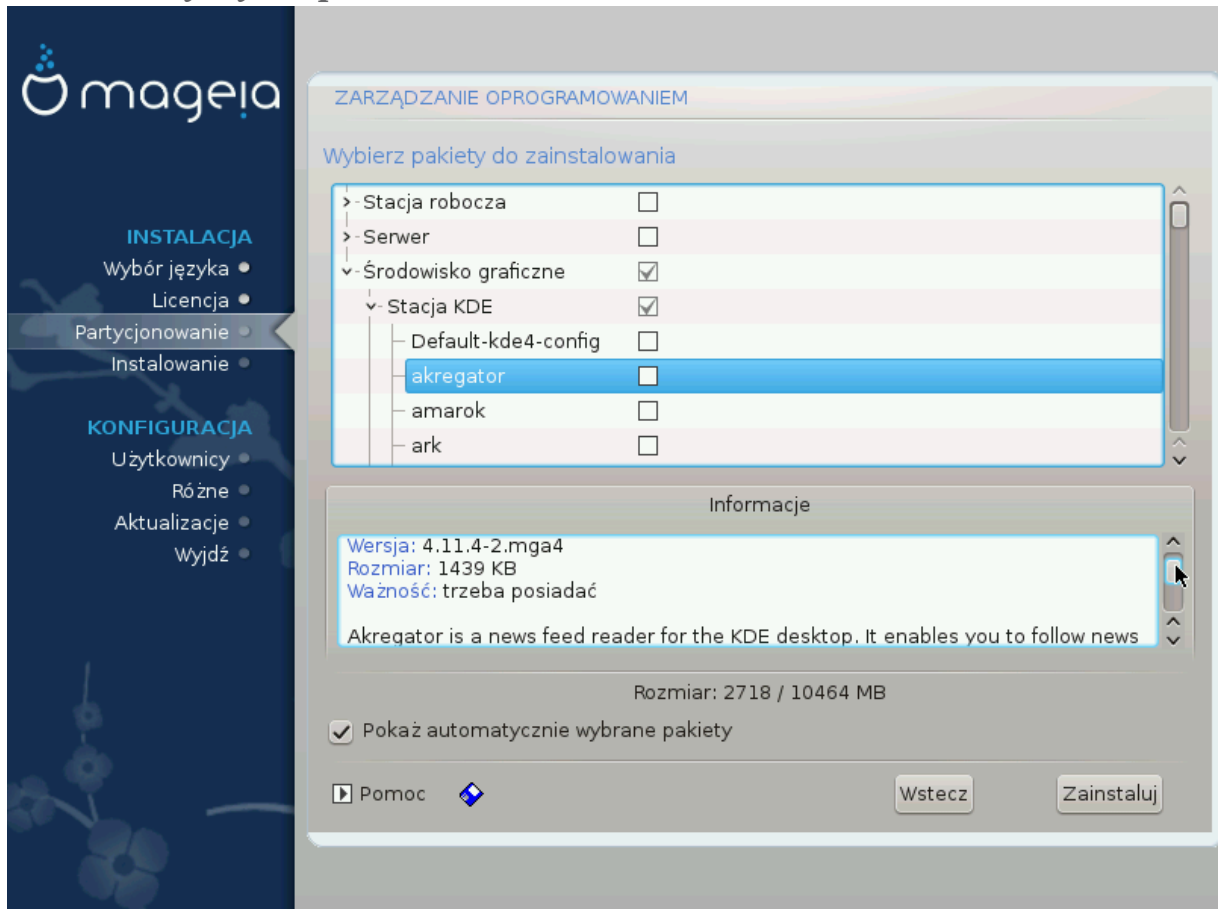 mageia
INSTALACJA
Wybór języka
Licencja
Partycjonowanie
Instalowanie
KONFIGURACJA
Użytkownicy
Różne
Aktualizacje
Wyjdź
ZARZĄDZANIE OPROGRAMOWANIEM
Wybierz pakiety do zainstalowania
Stacja robocza
Serwer
Środowisko graficzne
Stacja KDE
Default-kde4-config
akregator
amarok
ark
Informacje
Wersja: 4.11.4-2.mga4
Rozmiar: 1439 KB
Ważność: trzeba posiadać
Akregator is a news feed reader for the KDE desktop. It enables you to follow news
Rozmiar: 2718 / 10464 MB
Pokaż automatycznie wybrane pakiety
Pomoc
Wstecz
Zainstaluj